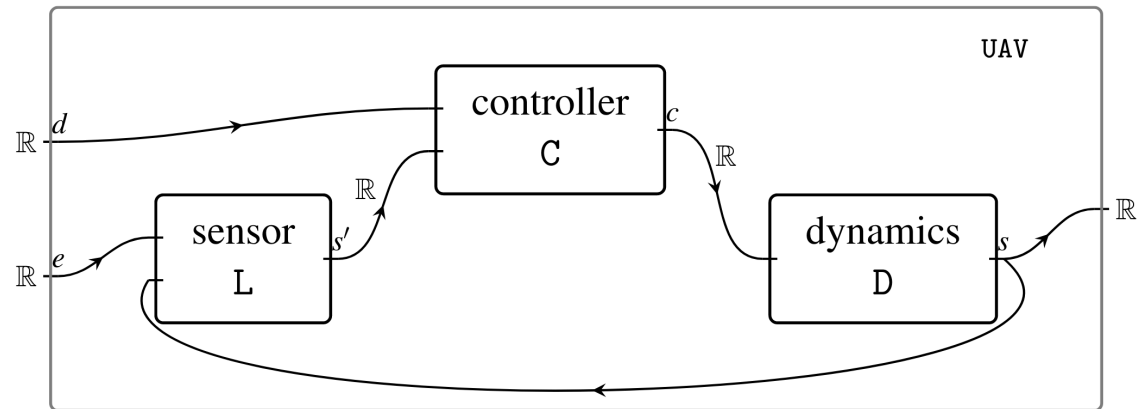 UAV
controller
C
c
ℝ
d
ℝ
ℝ
sensor
L
s′
ℝ
e
dynamics
D
s
ℝ